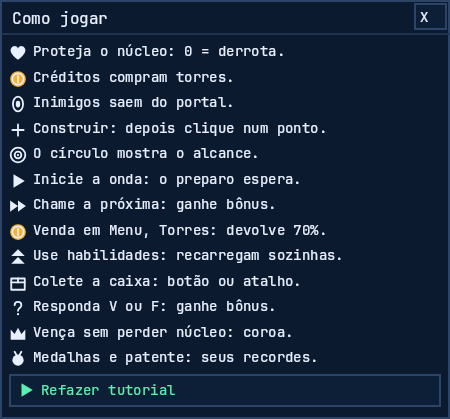 Como jogar
X
Proteja o núcleo: 0 = derrota.
Créditos compram torres.
Inimigos saem do portal.
Construir: depois clique num ponto.
O círculo mostra o alcance.
Inicie a onda: o preparo espera.
Chame a próxima: ganhe bônus.
Venda em Menu, Torres: devolve 70%.
Use habilidades: recarregam sozinhas.
Colete a caixa: botão ou atalho.
? Responda V ou F: ganhe bônus.
Vença sem perder núcleo: coroa.
Medalhas e patente: seus recordes.
Refazer tutorial